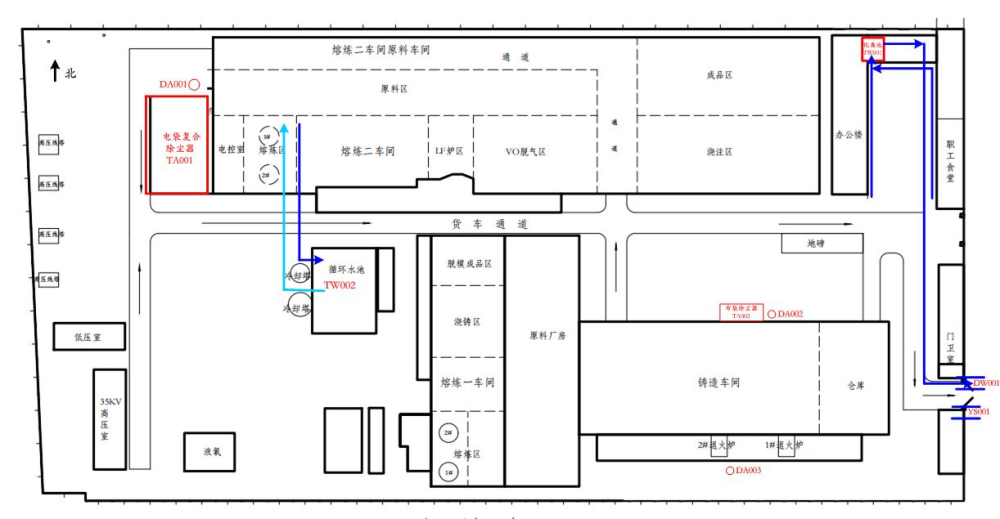 熔炼二车间原料车间
通 道
成品区
北
DA001
原料区
化粪池
TW001
电袋复合
除尘器
TA001
电控室
3#
熔炼区
2#
熔炼二车间
LF炉区
VO脱气区
通
道
浇注区
办公楼
职工食堂
高压线塔
高压线塔
高压线塔
高压线塔
货 车 通 道
地磅
循环水池
TW002
冷却塔
冷却塔
脱模成品区
浇铸区
原料厂房
布袋除尘器
TA002
DA002
低压室
门卫室
熔炼一车间
铸造车间
仓库
DW001
YS001
35KV
高压室
液氧
2#
熔炼区
1#
2#退火炉
1#退火炉
DA003